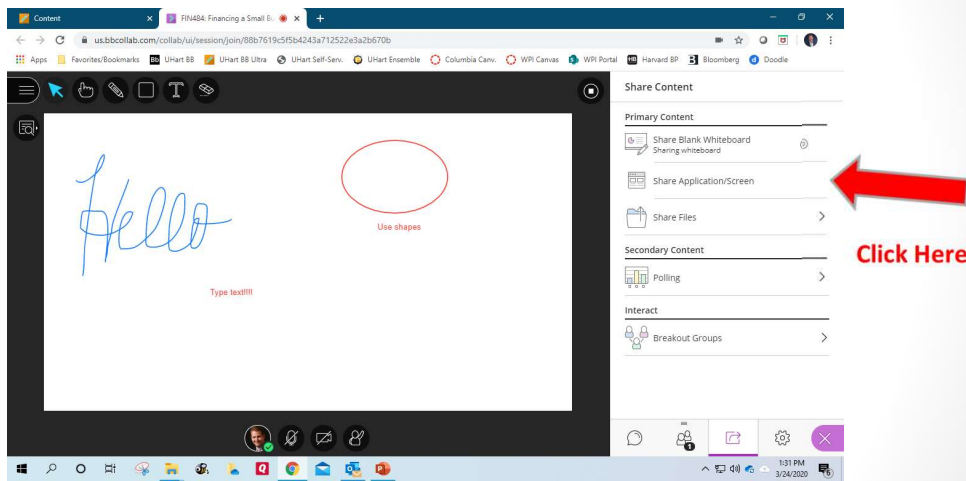 Content
FIN484: Financing a Small Bu
us.bbcollab.com/collab/ui/session/join/88b7619c5f5b4243a712522e3a2b670b
Apps Favorites/Bookmarks Bb UHart BB UHart BB Ultra UHart Self-Serv. UHart Ensemble Columbia Canv. WPI Canvas WPI Portal Harvard BP Bloomberg Doodle
T
Share Content
Primary Content
Share Blank Whiteboard
Sharing whiteboard
Share Application/Screen
Share Files
Click Here
Secondary Content
Polling
Interact
Breakout Groups
Hello
Use shapes
Type text!!!!
1
1:31 PM
3/24/2020